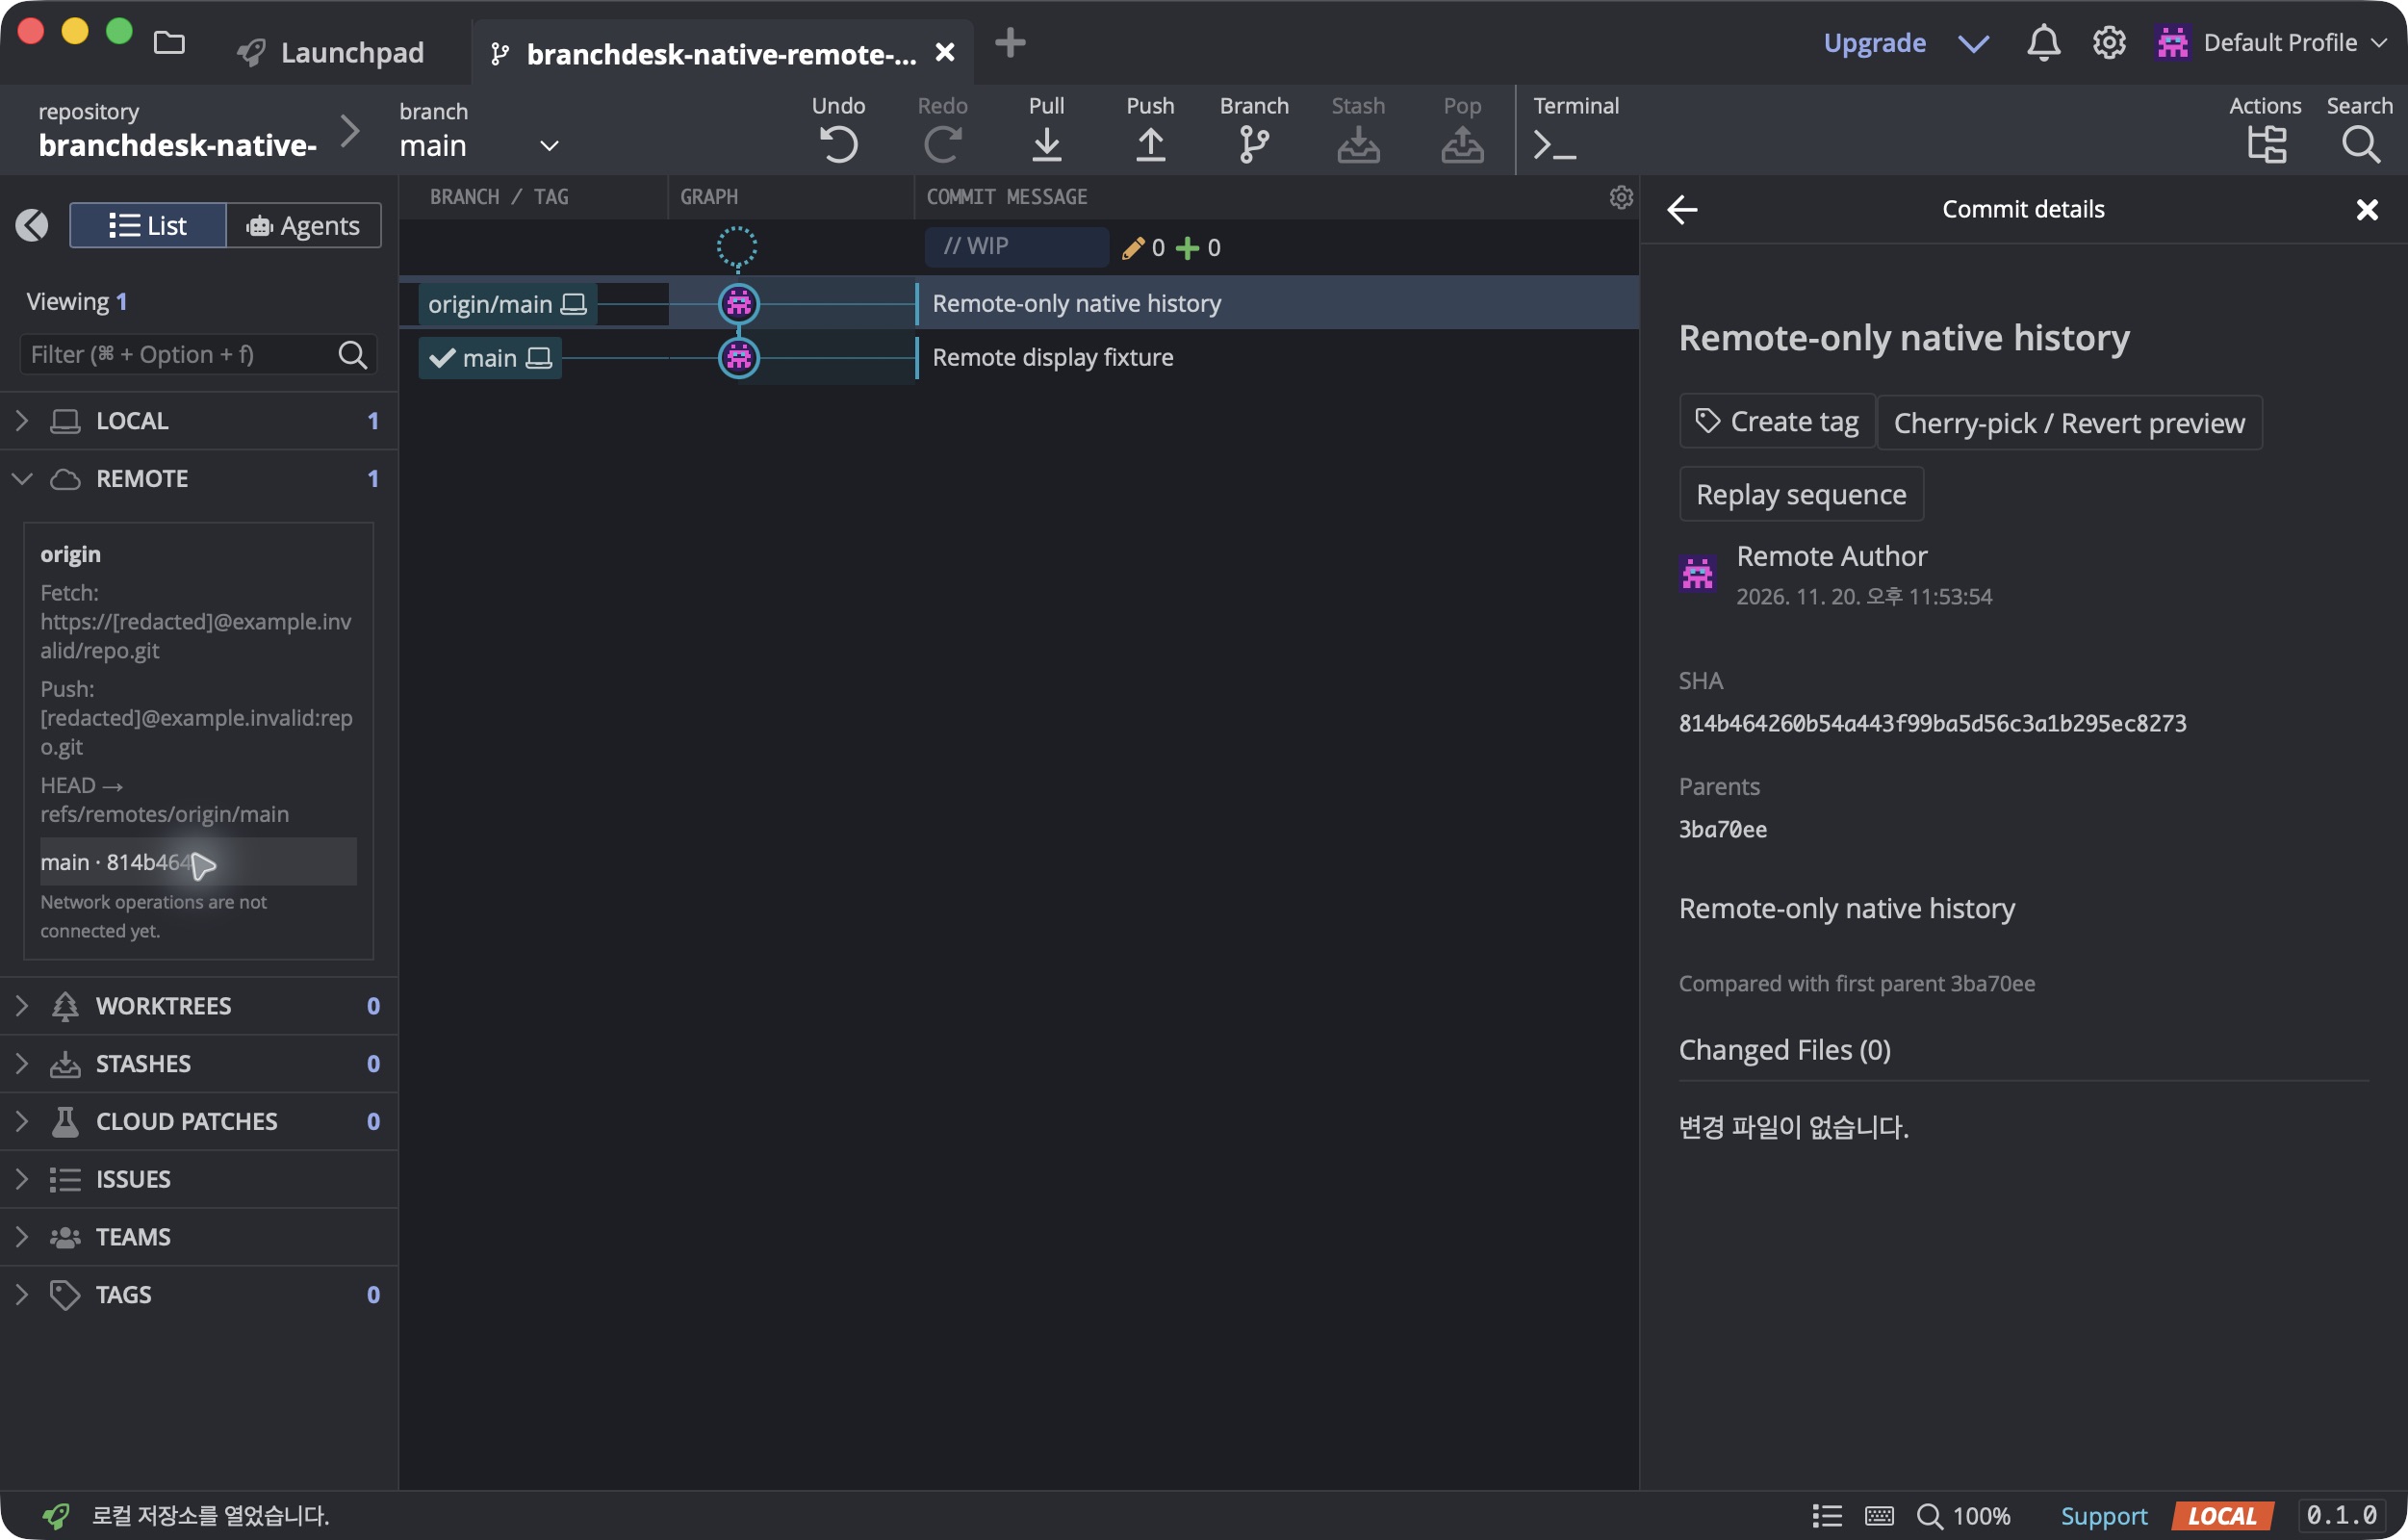 Launchpad
branchdesk-native-remote-...
Upgrade
Default Profile
repository
branchdesk-native-
branch
main
Undo
Redo
Pull
Push
Branch
Stash
Pop
Terminal
Actions
Search
List
Agents
Viewing 1
Filter (⌘ + Option + f)
LOCAL 1
REMOTE 1
origin
Fetch:
https://[redacted]@example.inv
alid/repo.git
Push:
[redacted]@example.invalid:rep
o.git
HEAD →
refs/remotes/origin/main
main · 814b464
Network operations are not
connected yet.
WORKTREES 0
STASHES 0
CLOUD PATCHES 0
ISSUES
TEAMS
TAGS 0
BRANCH / TAG
GRAPH
COMMIT MESSAGE
// WIP 0 0
origin/main
Remote-only native history
main
Remote display fixture
Commit details
Remote-only native history
Create tag
Cherry-pick / Revert preview
Replay sequence
Remote Author
2026. 11. 20. 오후 11:53:54
SHA
814b464260b54a443f99ba5d56c3a1b295ec8273
Parents
3ba70ee
Remote-only native history
Compared with first parent 3ba70ee
Changed Files (0)
변경 파일이 없습니다.
로컬 저장소를 열었습니다.
100%
Support
LOCAL
0.1.0